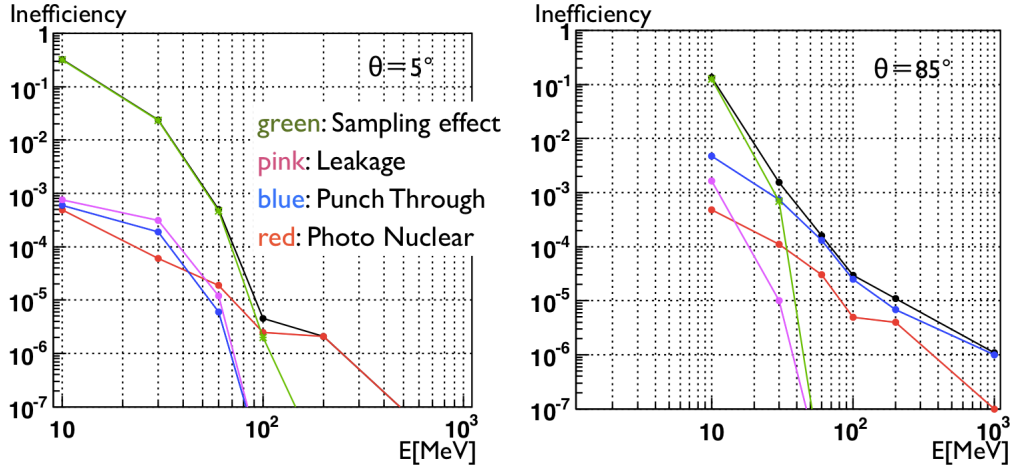 Inefficiency
1
10-1
10-2
10-3
10-4
10-5
10-6
10-7
10
10²
10³
E[MeV]
θ=5°
green: Sampling effect
pink: Leakage
blue: Punch Through
red: Photo Nuclear
Inefficiency
1
10-1
10-2
10-3
10-4
10-5
10-6
10-7
10
10²
10³
E[MeV]
θ=85°